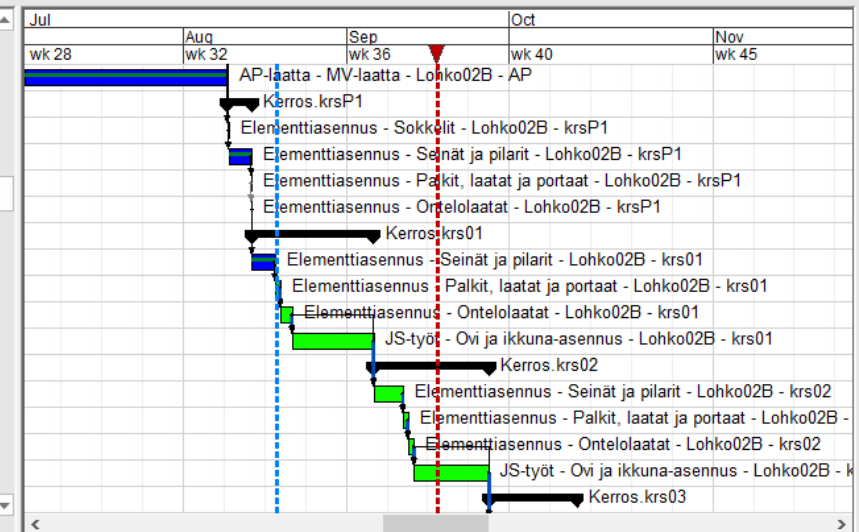 Jul Oct
Aug Sep Nov
wk 28 wk 32 wk 36 wk 40 wk 45
AP-laatta - MV-laatta - Lohko02B - AP
Kerros.krsP1
Elementtiasennus - Sokkelit - Lohko02B - krsP1
Elementtiasennus - Seinät ja pilarit - Lohko02B - krsP1
Elementtiasennus - Palkit, laatat ja portaat - Lohko02B - krsP1
Elementtiasennus - Ontelolaatat - Lohko02B - krsP1
Kerros.krs01
Elementtiasennus - Seinät ja pilarit - Lohko02B - krs01
Elementtiasennus - Palkit, laatat ja portaat - Lohko02B - krs01
Elementtiasennus - Ontelolaatat - Lohko02B - krs01
JS-työt - Ovi ja ikkuna-asennus - Lohko02B - krs01
Kerros.krs02
Elementtiasennus - Seinät ja pilarit - Lohko02B - krs02
Elementtiasennus - Palkit, laatat ja portaat - Lohko02B -
Elementtiasennus - Ontelolaatat - Lohko02B - krs02
JS-työt - Ovi ja ikkuna-asennus - Lohko02B - k
Kerros.krs03